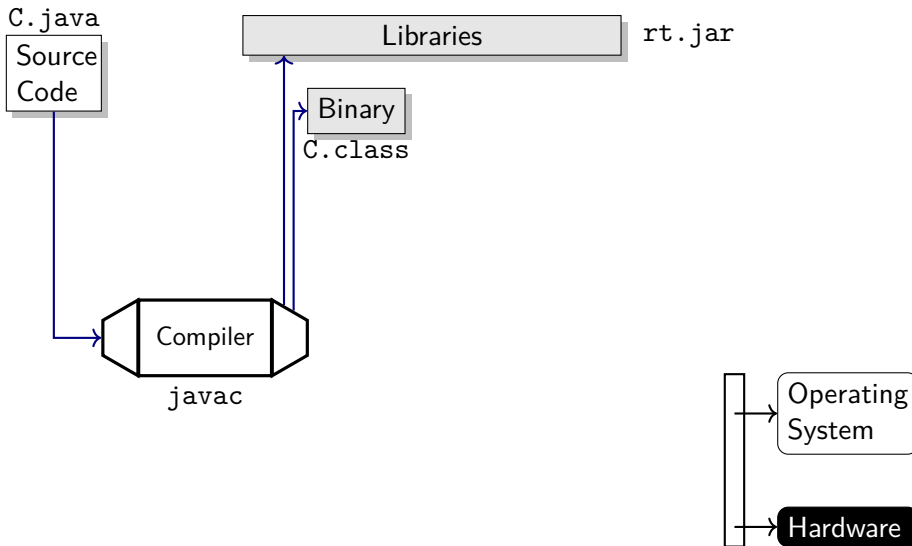 C.java
Source
Code
Libraries
rt.jar
Binary
C.class
Compiler
javac
Operating
System
Hardware